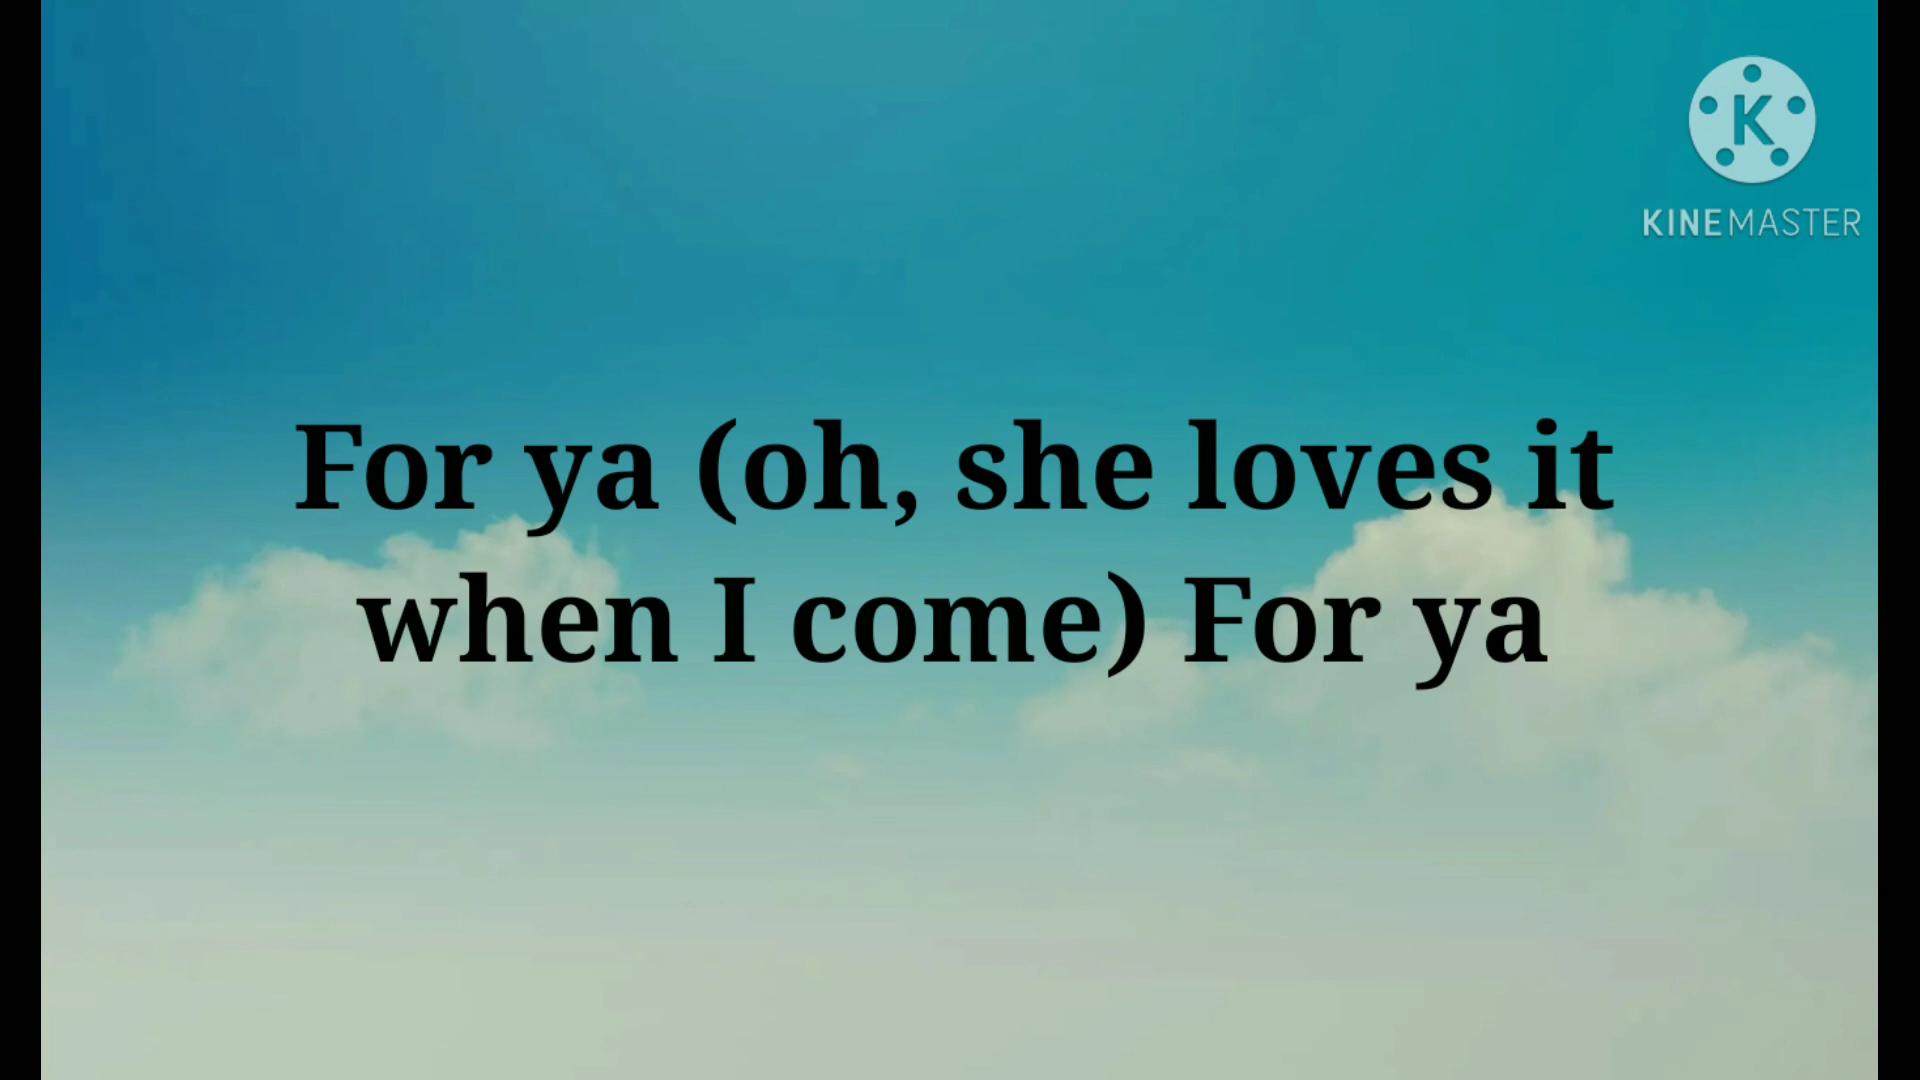 K
KINEMASTER
For ya (oh, she loves it
when I come) For ya